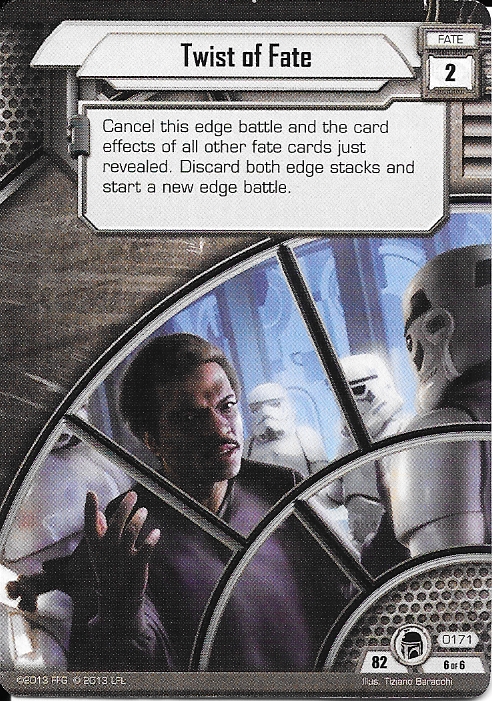 Twist of Fate
FATE
2
Cancel this edge battle and the card
effects of all other fate cards just
revealed. Discard both edge stacks and
start a new edge battle.
0171
82
6 OF 6
©2013 FFG © 2013 LFL
Illus. Tiziano Baracchi